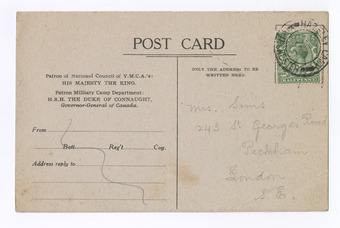 POST CARD
Patron of National Council of Y.M.C.A.'s:
HIS MAJESTY THE KING.
Patron Military Camp Department:
H.R.H. THE DUKE OF CONNAUGHT,
Governor-General of Canada.
From
Batt. Reg't. Coy.
Address reply to
ONLY THE ADDRESS TO BE
WRITTEN HERE.
Mrs. Sims
243 St Georges Road
Peckham
London
S.E.